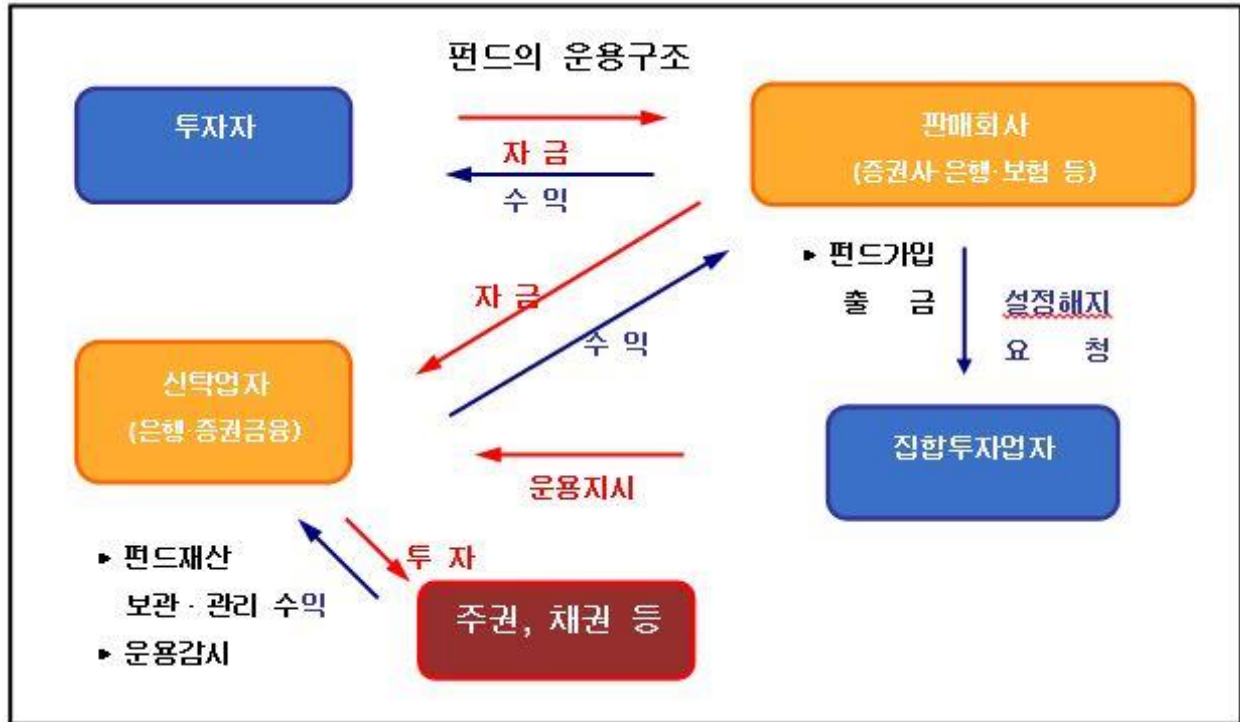 펀드의 운용구조
투자자
자 금
수 익
판매회사
(증권사·은행·보험 등)
자 금
수 익
▶ 펀드가입
출 금
설정해지
요 청
신탁업자
(은행·증권금융)
운용지시
집합투자업자
▶ 펀드재산
보관·관리 수익
▶ 운용감시
투 자
주권, 채권 등